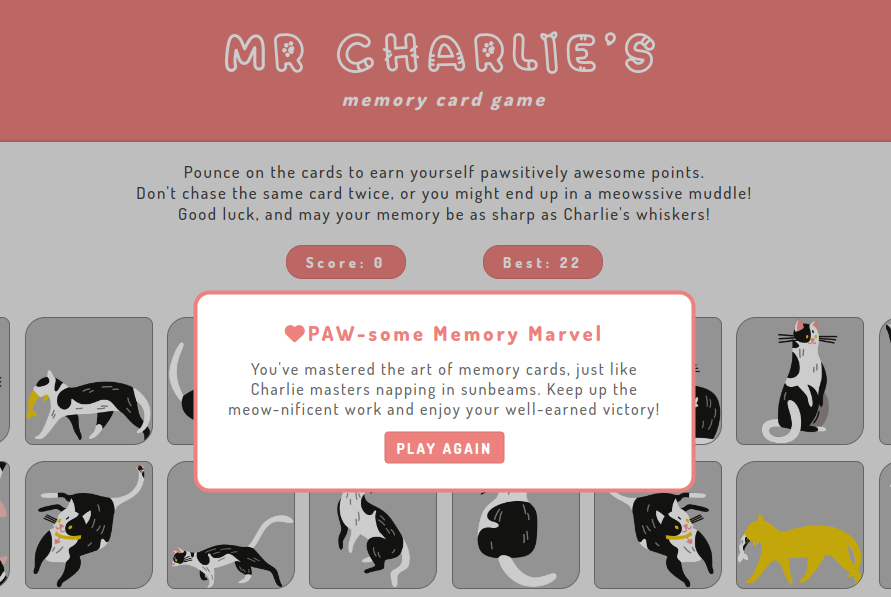 MR CHARLIE'S
memory card game
Pounce on the cards to earn yourself pawsitively awesome points.
Don't chase the same card twice, or you might end up in a meowssive muddle!
Good luck, and may your memory be as sharp as Charlie's whiskers!
Score: 0
Best: 22
PAW-some Memory Marvel
You've mastered the art of memory cards, just like
Charlie masters napping in sunbeams. Keep up the
meow-nificent work and enjoy your well-earned victory!
PLAY AGAIN